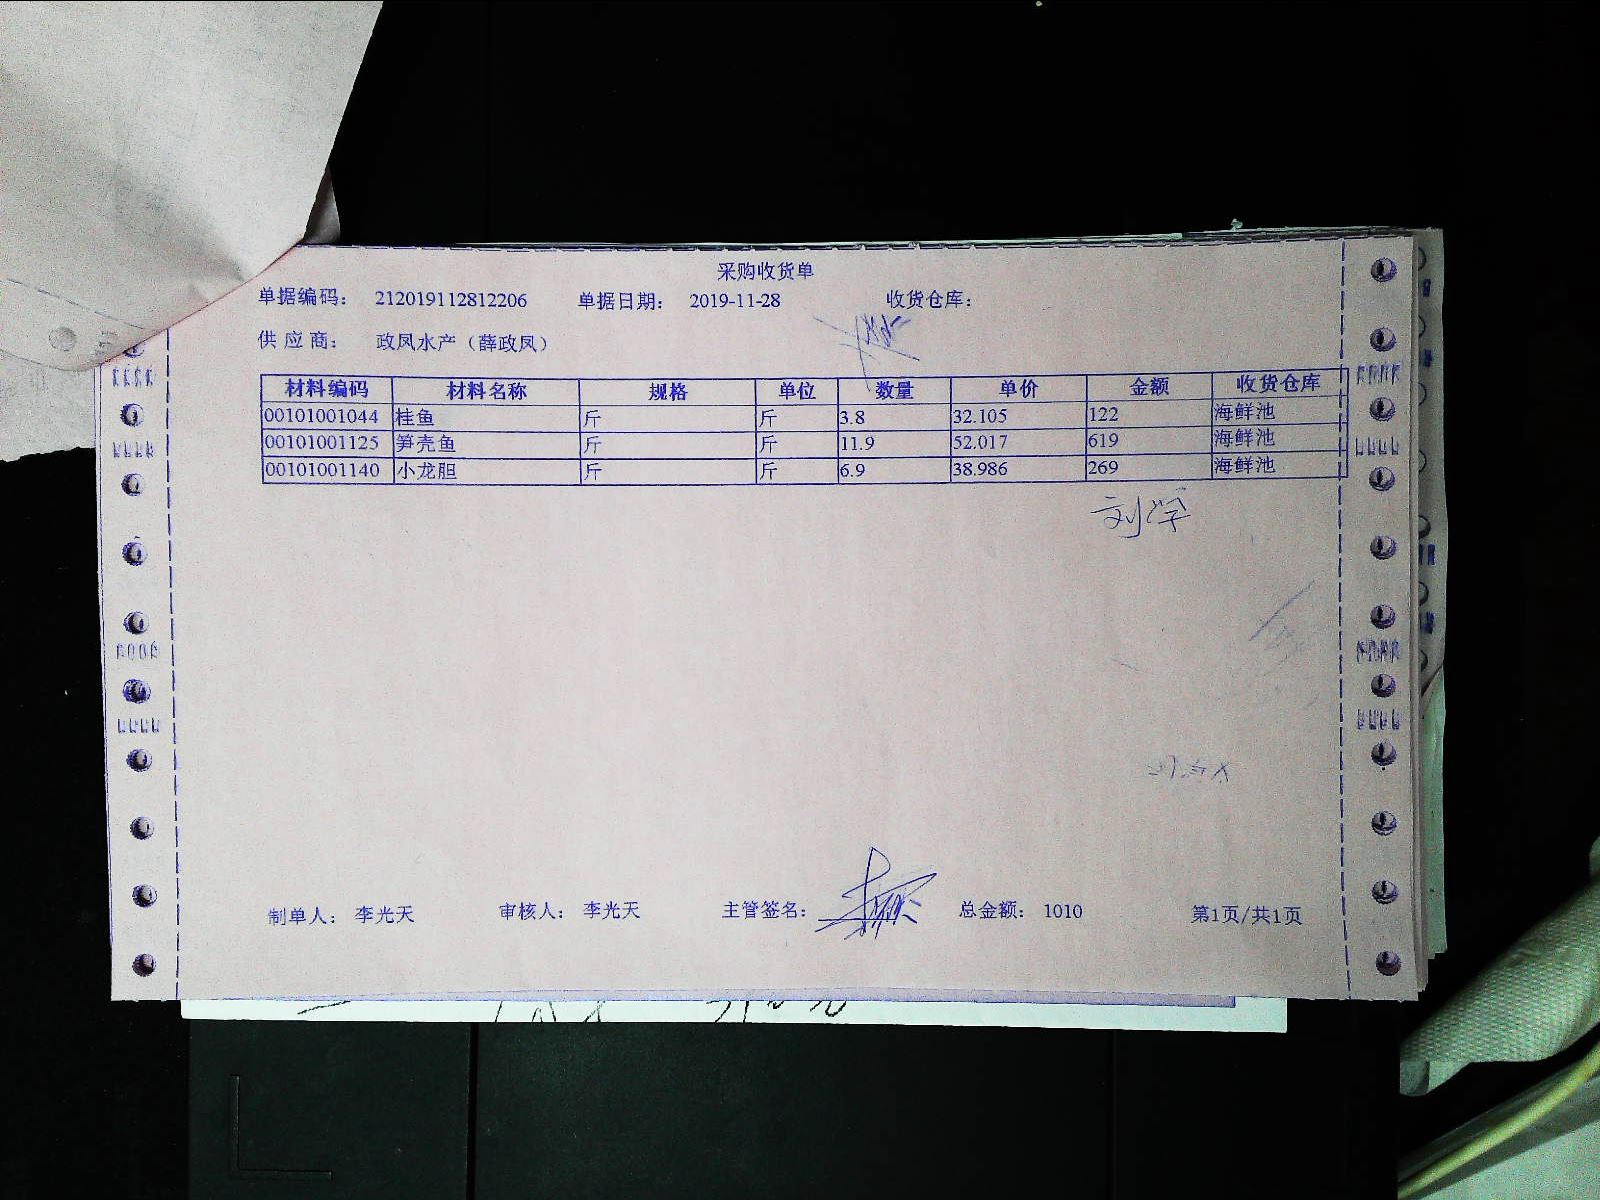 采购收货单
单据编码： 212019112812206 单据日期： 2019-11-28 收货仓库：
供 应 商： 政凤水产（薛政凤）
材料编码 材料名称 规格 单位 数量 单价 金额 收货仓库
00101001044 桂鱼 斤 斤 3.8 32.105 122 海鲜池
00101001125 笋壳鱼 斤 斤 11.9 52.017 619 海鲜池
00101001140 小龙胆 斤 斤 6.9 38.986 269 海鲜池
制单人： 李光天 审核人： 李光天 主管签名： 总金额： 1010 第1页/共1页